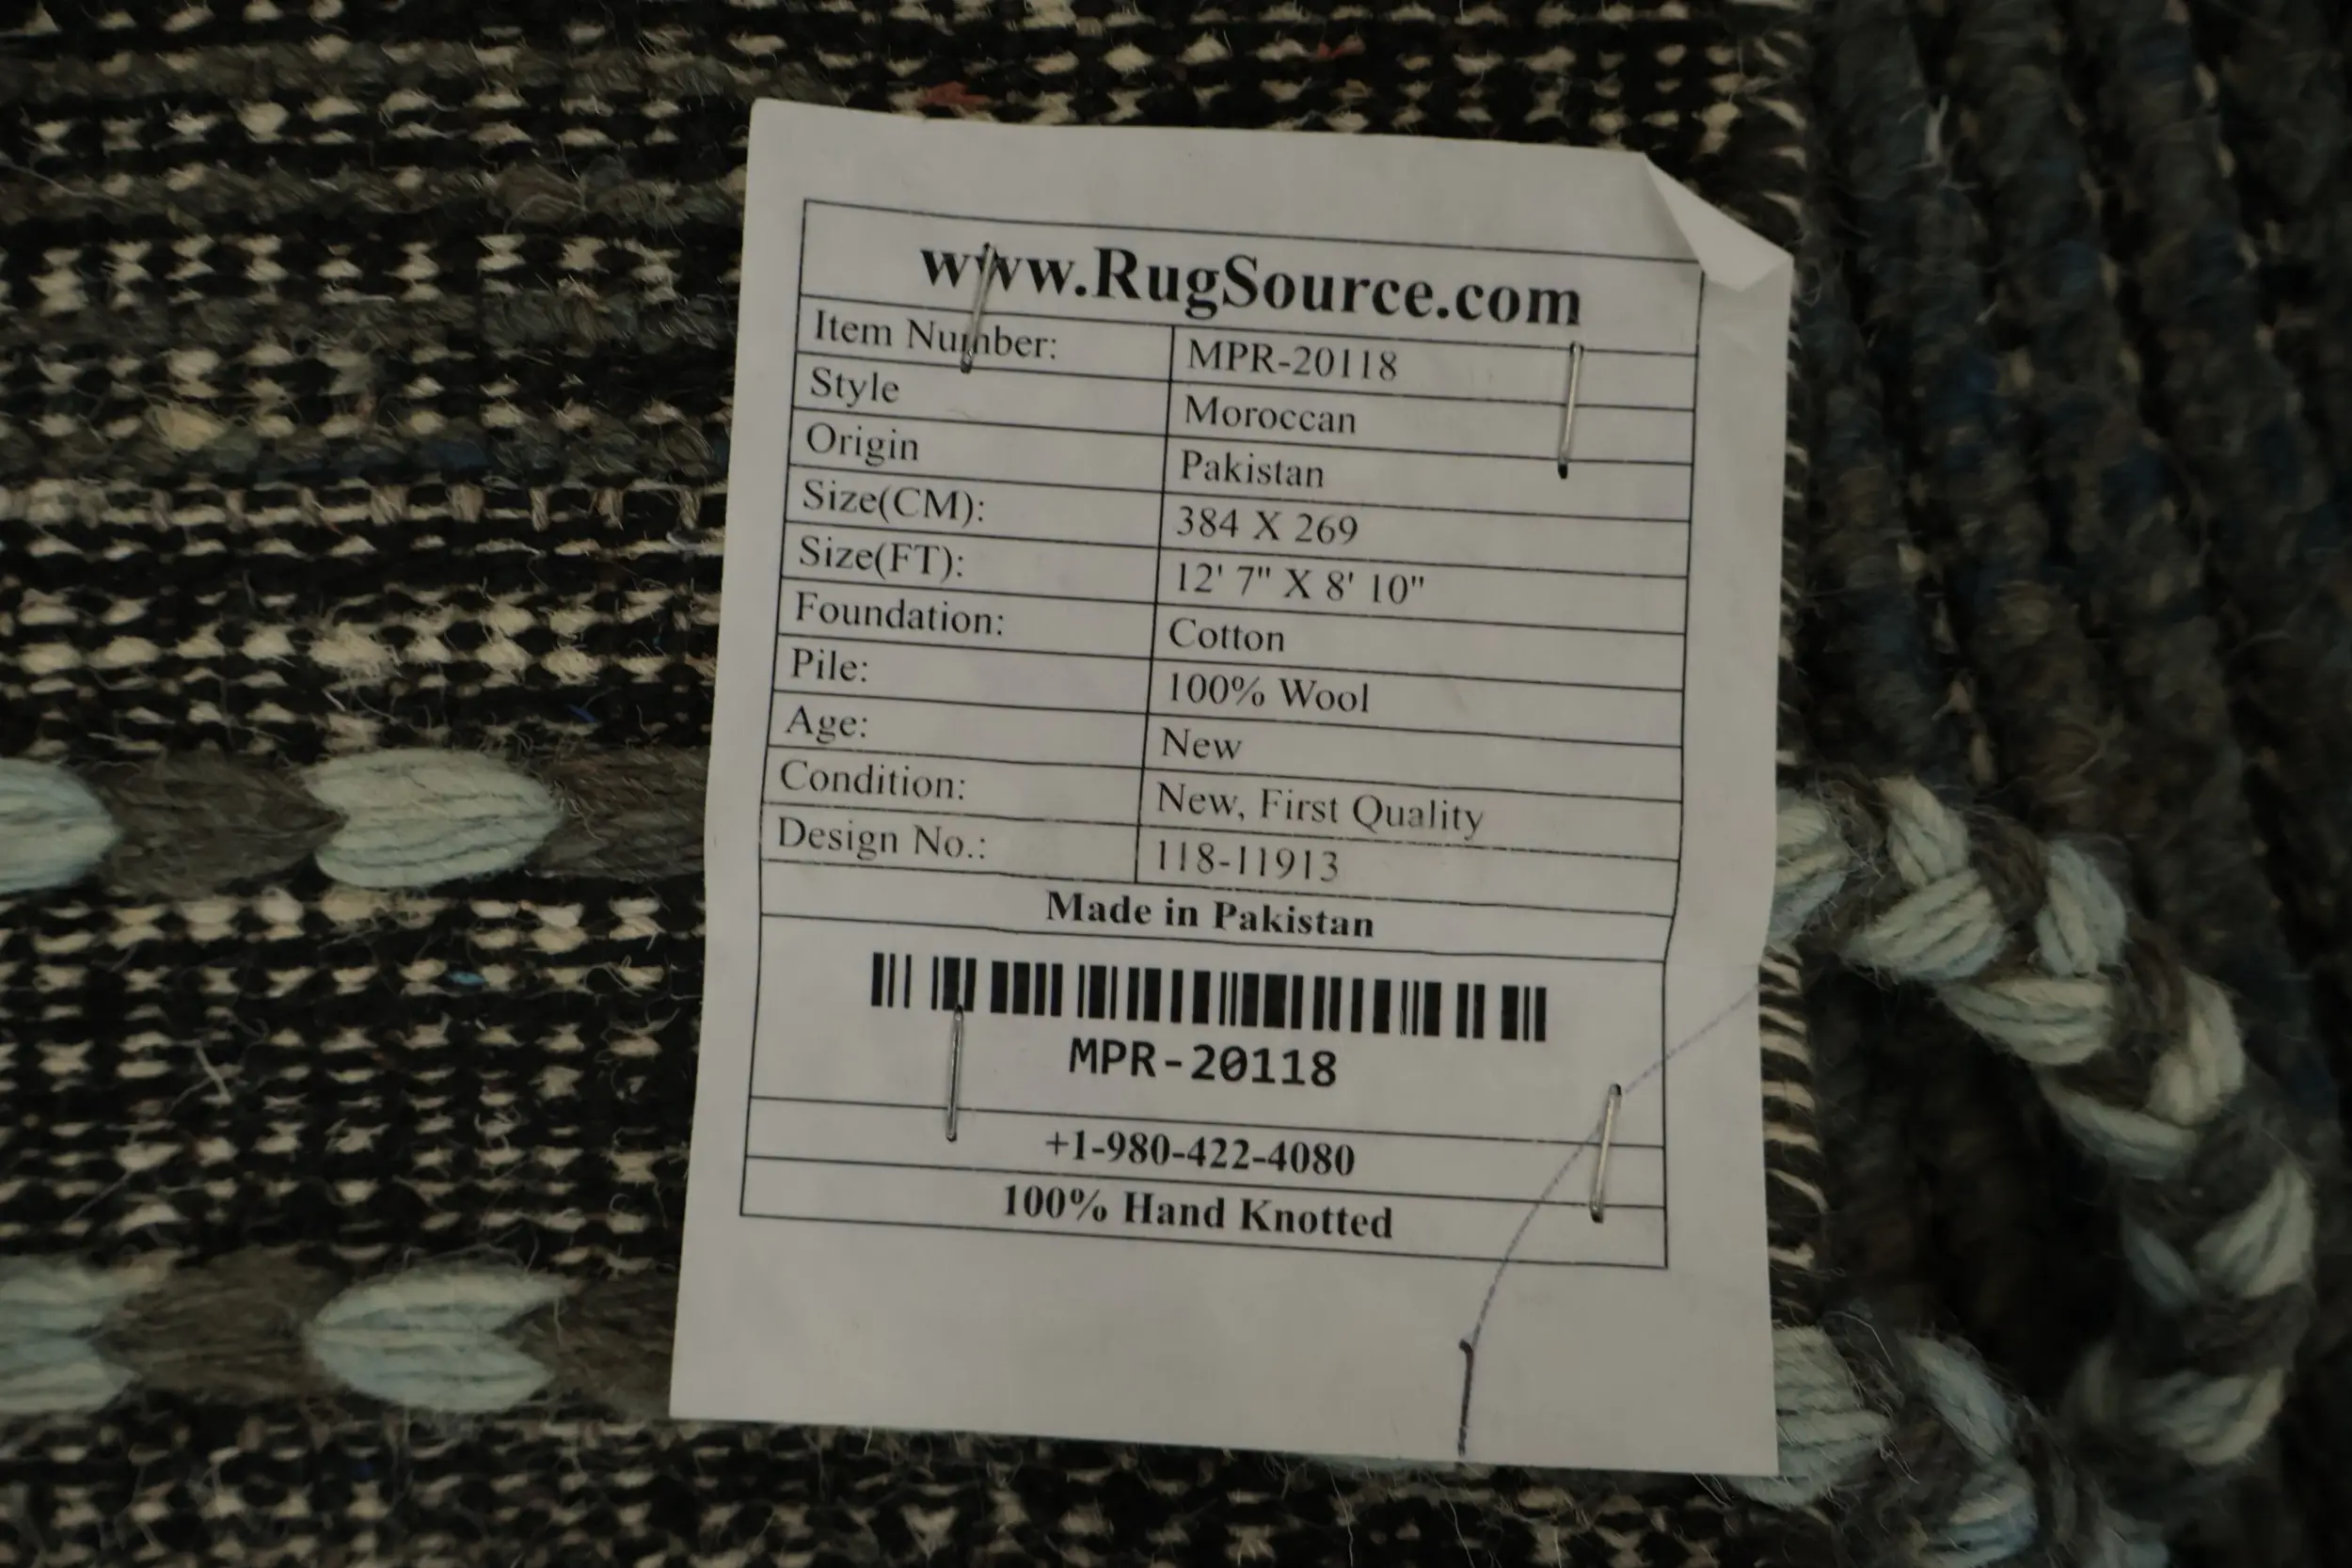 www.RugSource.com
Item Number: MPR-20118
Style Moroccan
Origin Pakistan
Size(CM): 384 X 269
Size(FT): 12' 7" X 8' 10"
Foundation: Cotton
Pile: 100% Wool
Age: New
Condition: New, First Quality
Design No.: 118-11913
Made in Pakistan
MPR-20118
+1-980-422-4080
100% Hand Knotted